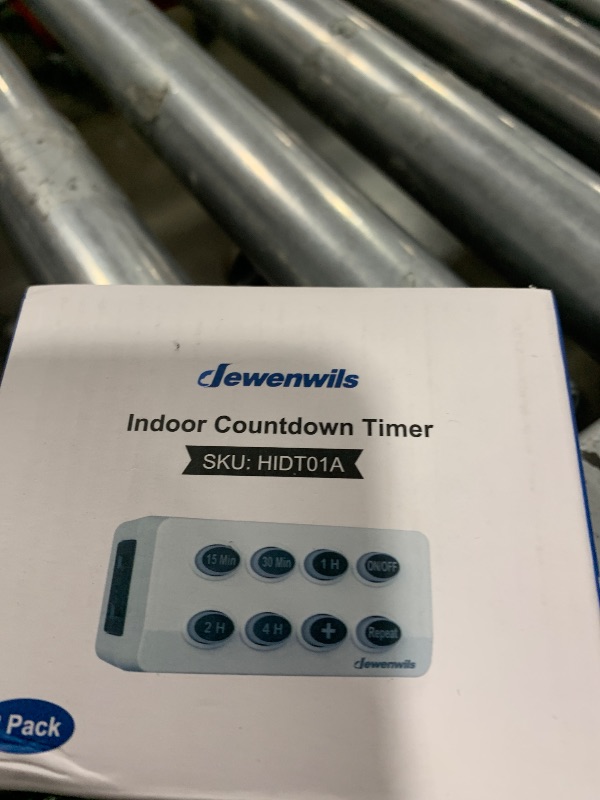 Dewenwils
Indoor Countdown Timer
SKU: HIDT01A
15 Min 30 Min 1 H ON/OFF
2 H 4 H + Repeat
Dewenwils
Pack